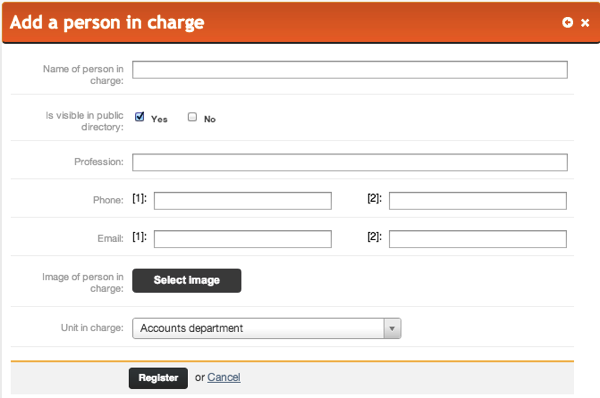 Add a person in charge
Name of person in
charge:
Is visible in public
directory:
Yes No
Profession:
Phone: [1]: [2]:
Email: [1]: [2]:
Image of person in
charge:
Select image
Unit in charge: Accounts department
Register or Cancel